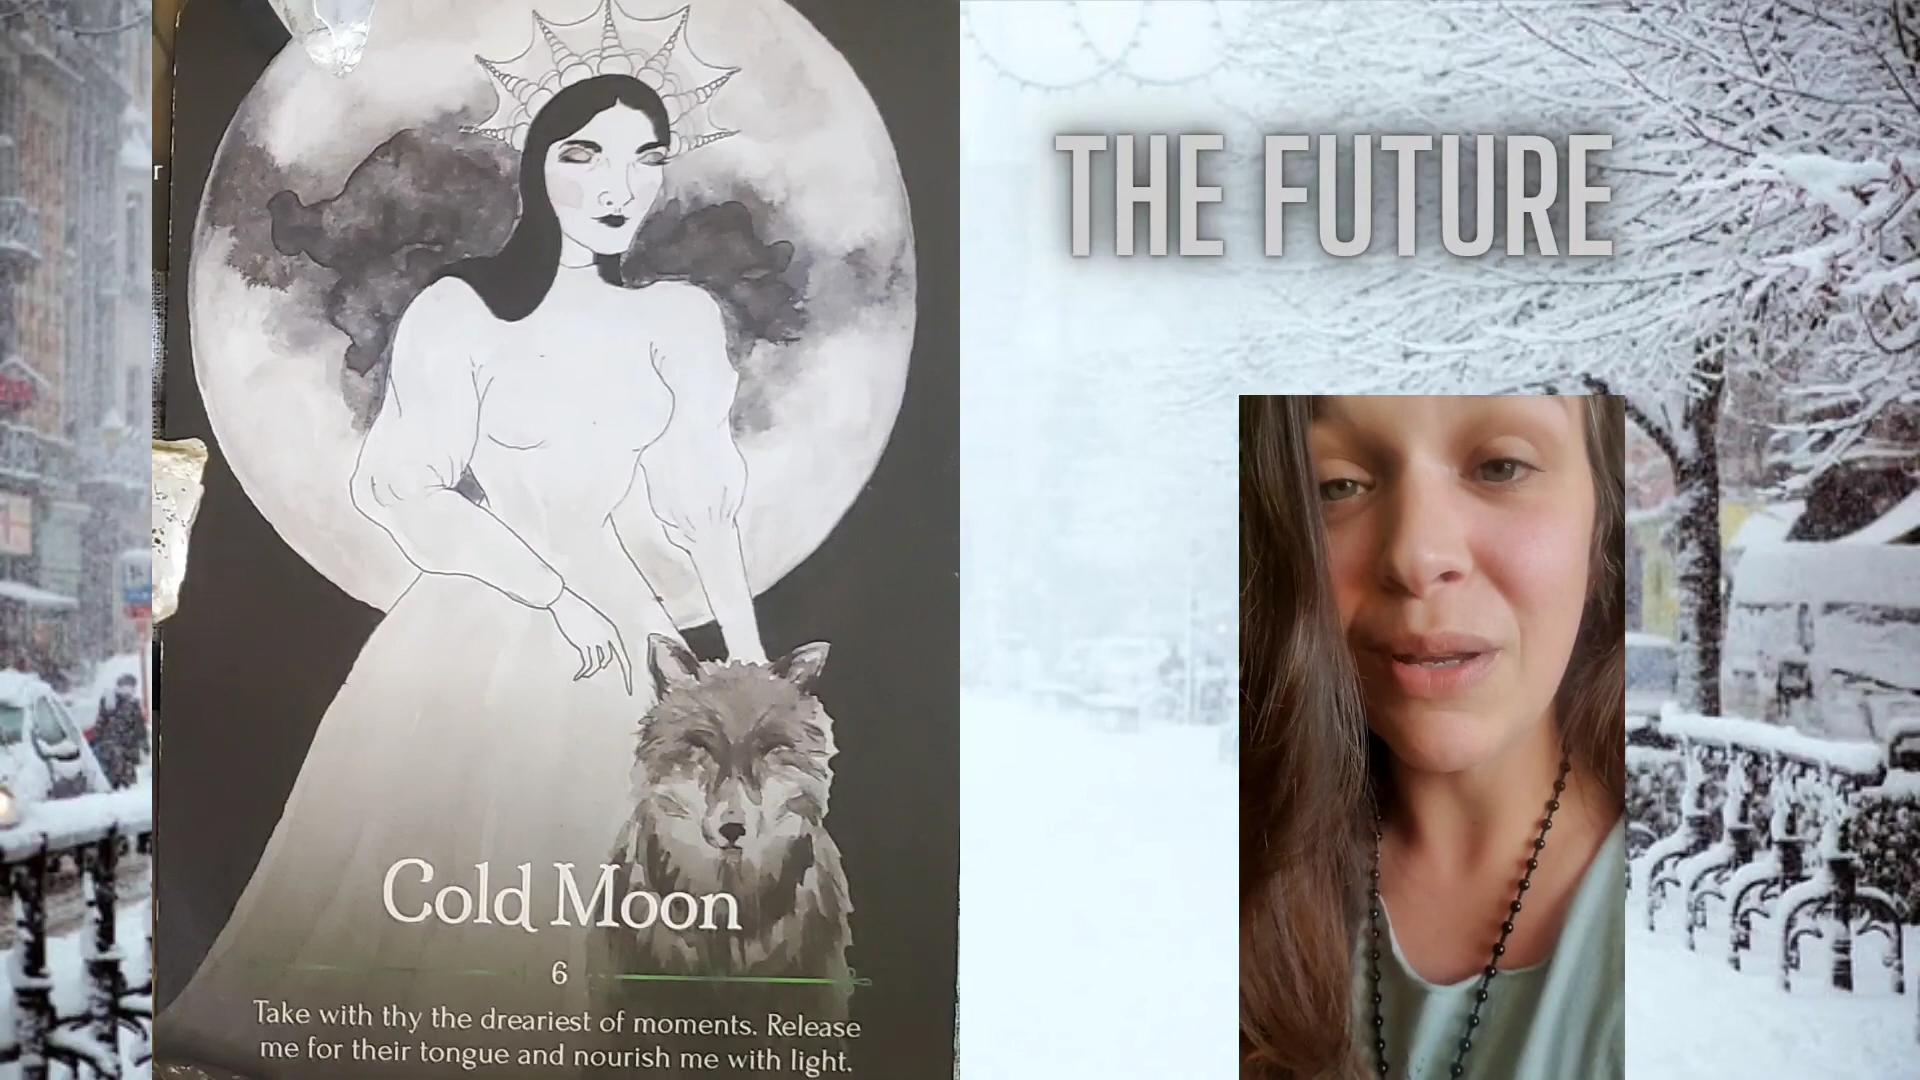 THE FUTURE
r
Cold Moon
6
Take with thy the dreariest of moments. Release
me for their tongue and nourish me with light.